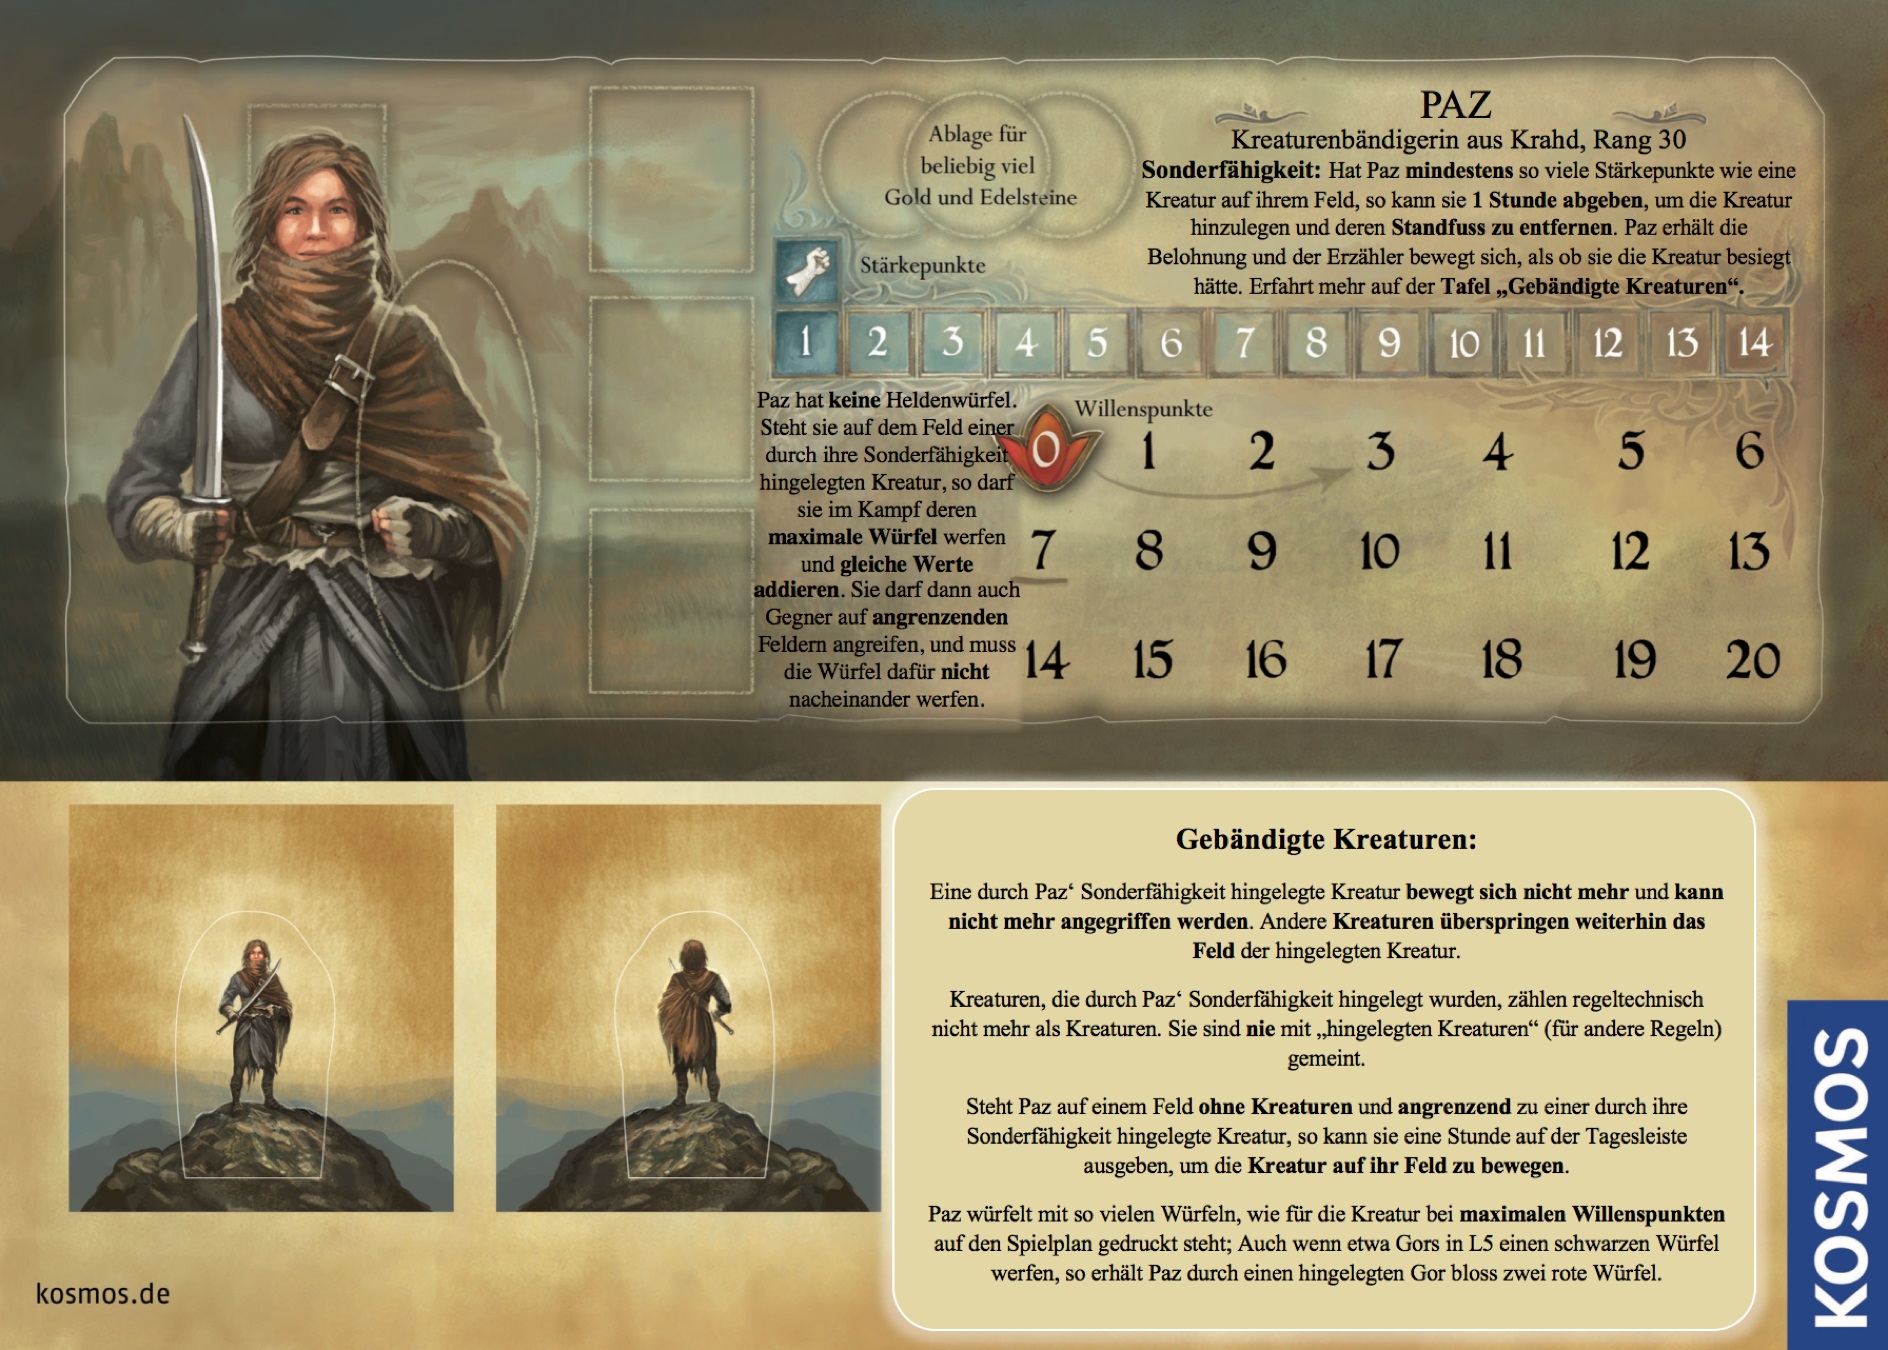 Ablage für
beliebig viel
Gold und Edelsteine
PAZ
Kreaturenbändigerin aus Krahd, Rang 30
Sonderfähigkeit: Hat Paz mindestens so viele Stärkepunkte wie eine
Kreatur auf ihrem Feld, so kann sie 1 Stunde abgeben, um die Kreatur
hinzulegen und deren Standfuss zu entfernen. Paz erhält die
Belohnung und der Erzähler bewegt sich, als ob sie die Kreatur besiegt
hätte. Erfahrt mehr auf der Tafel „Gebändigte Kreaturen“.
Stärkepunkte
1 2 3 4 5 6 7 8 9 10 11 12 13 14
Paz hat keine Heldenwürfel.
Steht sie auf dem Feld einer
durch ihre Sonderfähigkeit
hingelegten Kreatur, so darf
sie im Kampf deren
maximale Würfel werfen
und gleiche Werte
addieren. Sie darf dann auch
Gegner auf angrenzenden
Feldern angreifen, und muss
die Würfel dafür nicht
nacheinander werfen.
Willenspunkte
0 1 2 3 4 5 6
7 8 9 10 11 12 13
14 15 16 17 18 19 20
Gebändigte Kreaturen:
Eine durch Paz‘ Sonderfähigkeit hingelegte Kreatur bewegt sich nicht mehr und kann
nicht mehr angegriffen werden. Andere Kreaturen überspringen weiterhin das
Feld der hingelegten Kreatur.
Kreaturen, die durch Paz‘ Sonderfähigkeit hingelegt wurden, zählen regeltechnisch
nicht mehr als Kreaturen. Sie sind nie mit „hingelegten Kreaturen“ (für andere Regeln)
gemeint.
Steht Paz auf einem Feld ohne Kreaturen und angrenzend zu einer durch ihre
Sonderfähigkeit hingelegte Kreatur, so kann sie eine Stunde auf der Tagesleiste
ausgeben, um die Kreatur auf ihr Feld zu bewegen.
Paz würfelt mit so vielen Würfeln, wie für die Kreatur bei maximalen Willenspunkten
auf den Spielplan gedruckt steht; Auch wenn etwa Gors in L5 einen schwarzen Würfel
werfen, so erhält Paz durch einen hingelegten Gor bloss zwei rote Würfel.
kosmos.de
KOSMOS